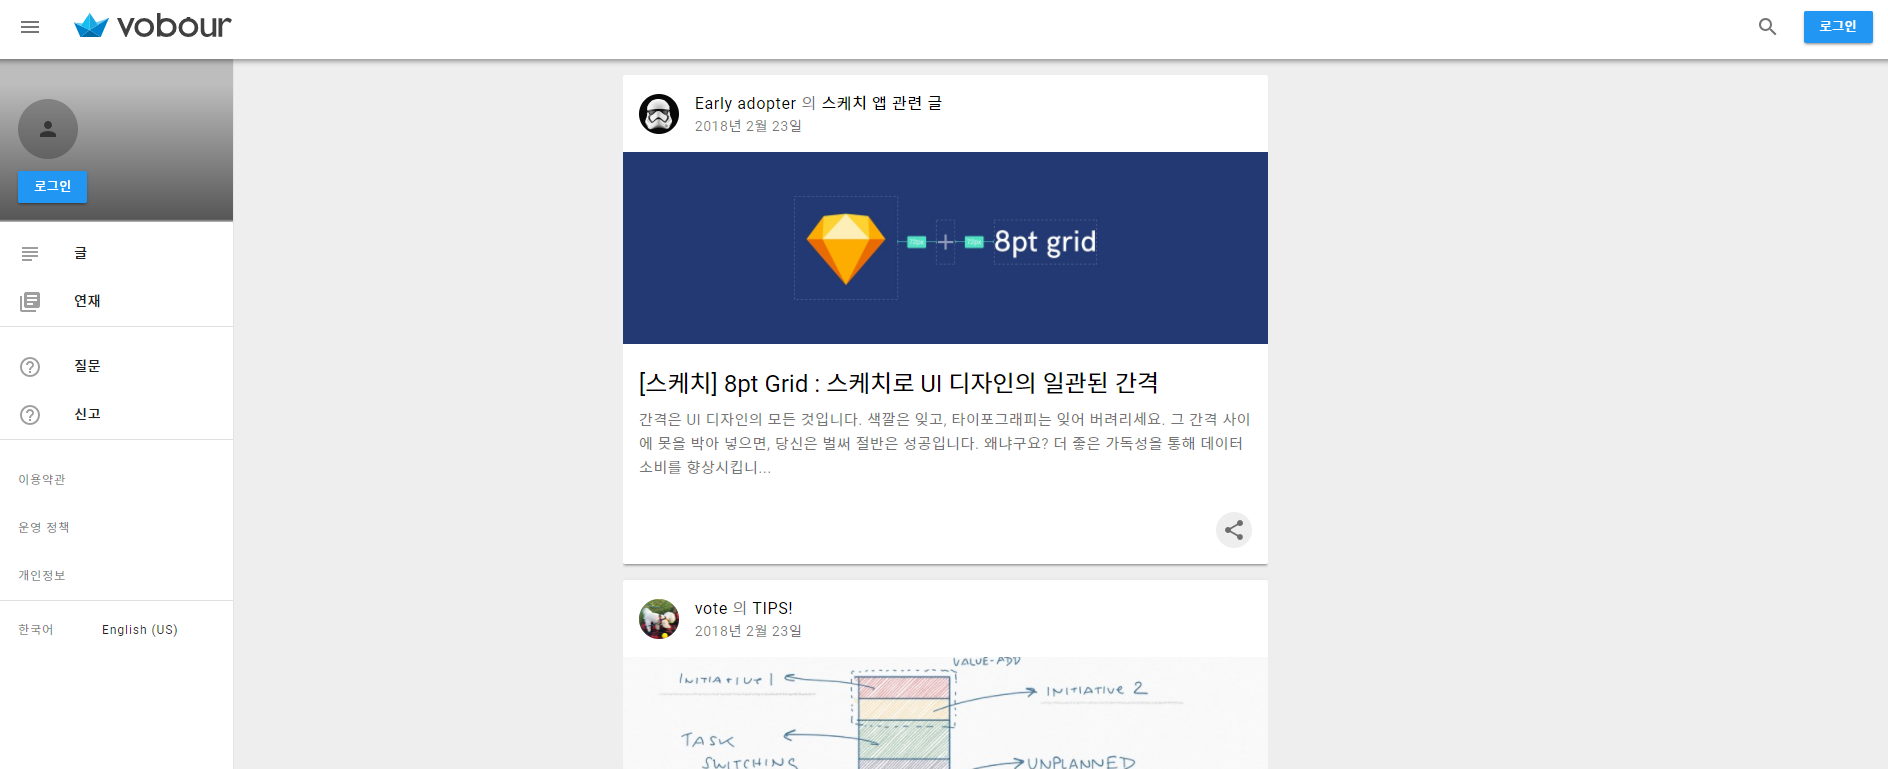 vobour
로그인
로그인
글
연재
질문
신고
이용약관
운영 정책
개인정보
한국어 English (US)
Early adopter 의 스케치 앱 관련 글
2018년 2월 23일
8pt grid
[스케치] 8pt Grid : 스케치로 UI 디자인의 일관된 간격
간격은 UI 디자인의 모든 것입니다. 색깔은 잊고, 타이포그래피는 잊어 버려리세요. 그 간격 사이
에 못을 박아 넣으면, 당신은 벌써 절반은 성공입니다. 왜냐구요? 더 좋은 가독성을 통해 데이터
소비를 향상시킵니...
vote 의 TIPS!
2018년 2월 23일
VALUE-ADD
INITIATIVE 1
INITIATIVE 2
TASK
SWITCHING
UNPLANNED